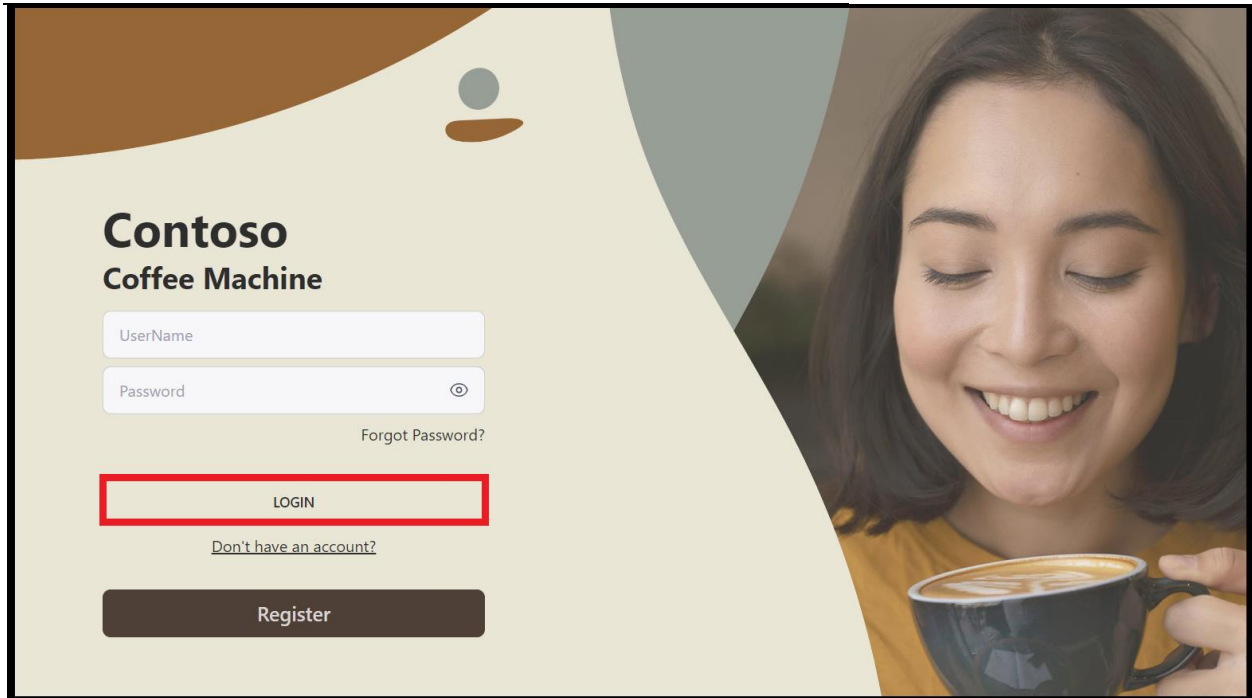 Contoso
Coffee Machine
UserName
Password
Forgot Password?
LOGIN
Don't have an account?
Register